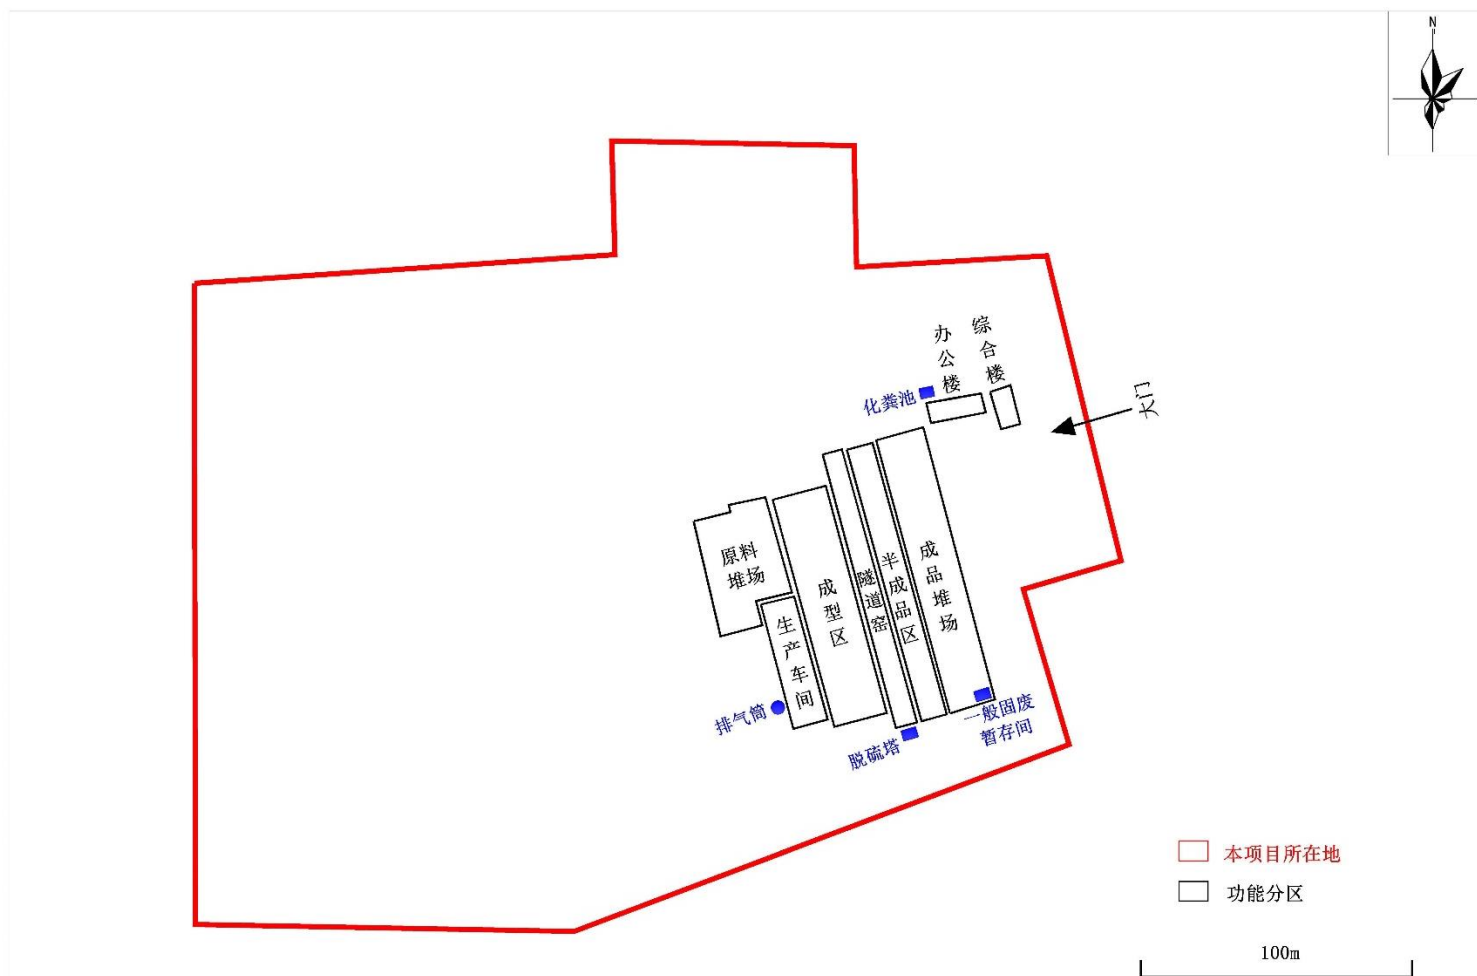 N
办公楼
综合楼
化粪池
大门
原料
堆场
成型区
隧道窑
半成品区
成品堆场
生产车间
排气筒
脱硫塔
一般固废
暂存间
本项目所在地
功能分区
100m